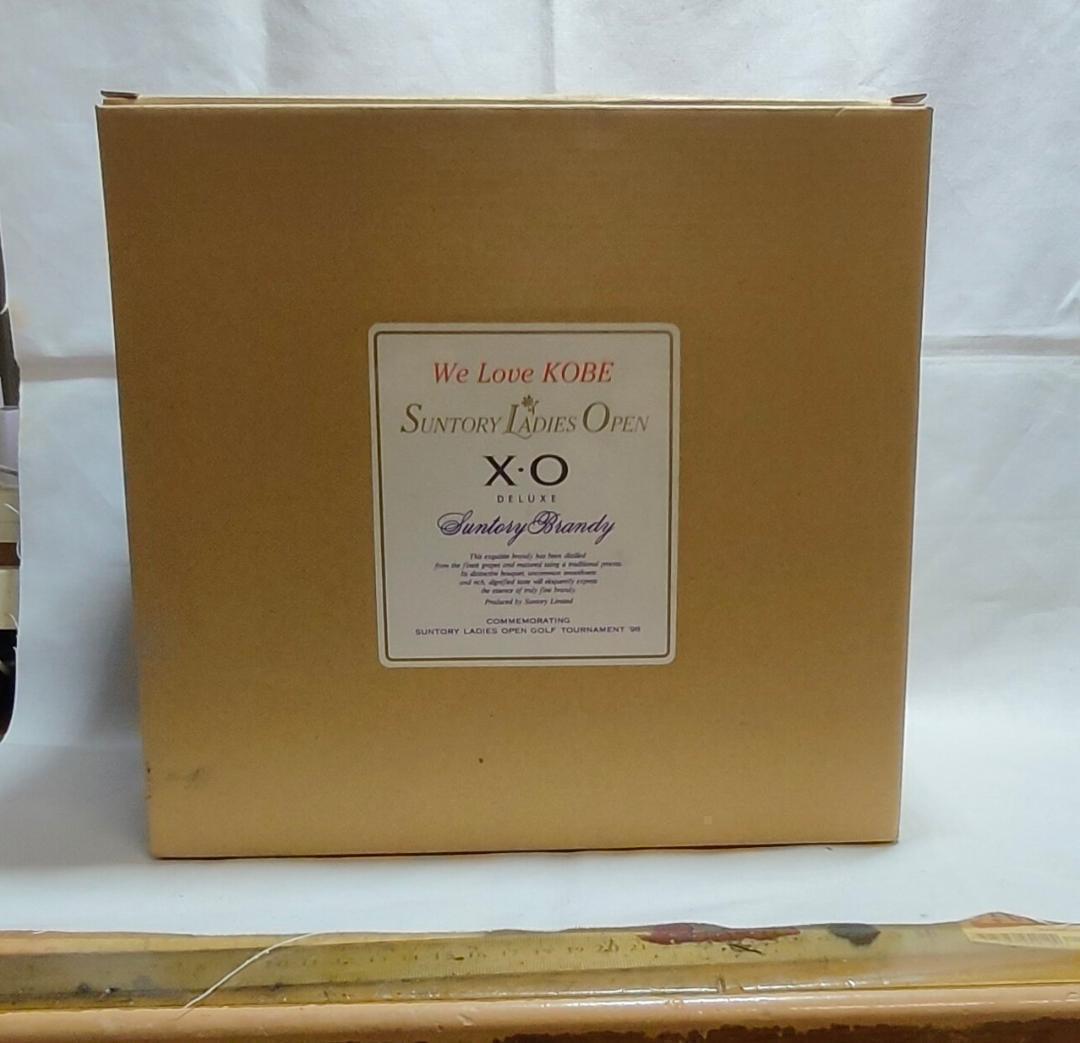 We Love KOBE
SUNTORY LADIES OPEN
X·O
DELUXE
Suntory Brandy
This exquisite brandy has been distilled
from the finest grapes and matured using a traditional process.
Its distinctive bouquet, uncommon smoothness
and rich, dignified taste will eloquently express
the essence of truly fine brandy.
Produced by Suntory Limited
COMMEMORATING
SUNTORY LADIES OPEN GOLF TOURNAMENT '98